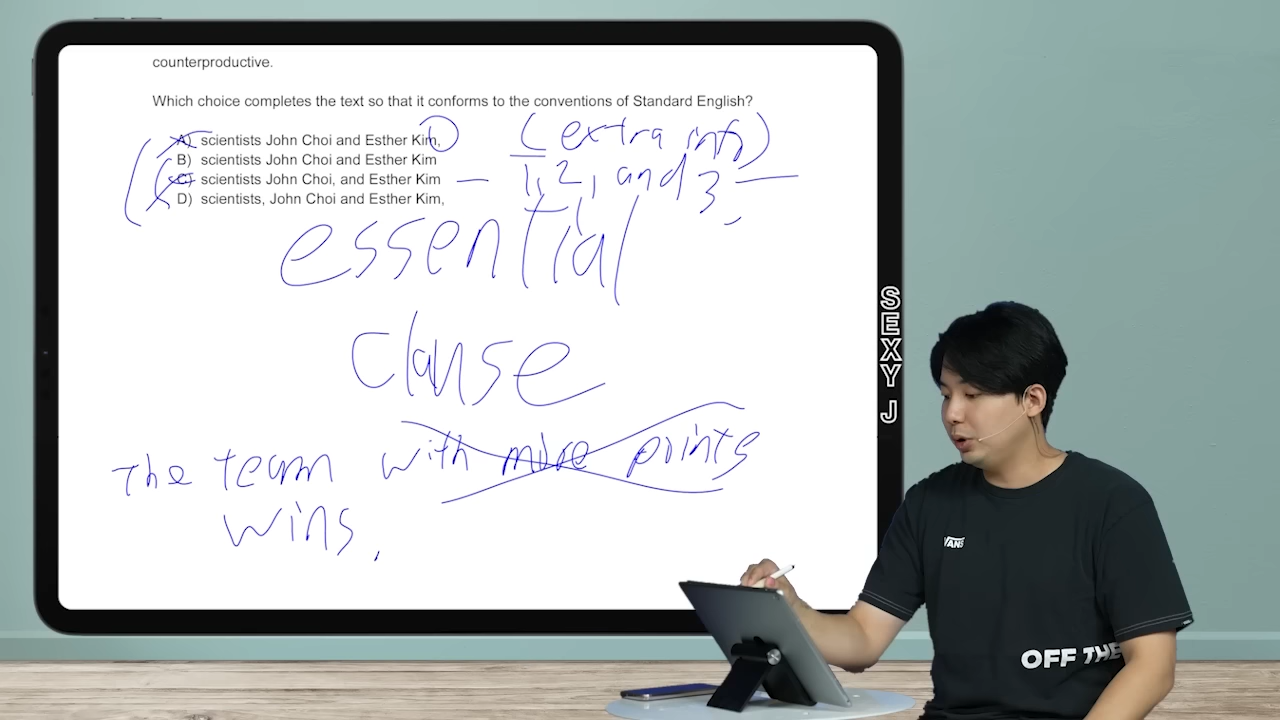 counterproductive.
Which choice completes the text so that it conforms to the conventions of Standard English?
A) scientists John Choi and Esther Kim,
B) scientists John Choi and Esther Kim
C) scientists John Choi, and Esther Kim
D) scientists, John Choi and Esther Kim,
(extra info)
— 1, 2, and 3 —
essential
clause
The team with more points
wins.
SEXY J
VANS
OFF THE